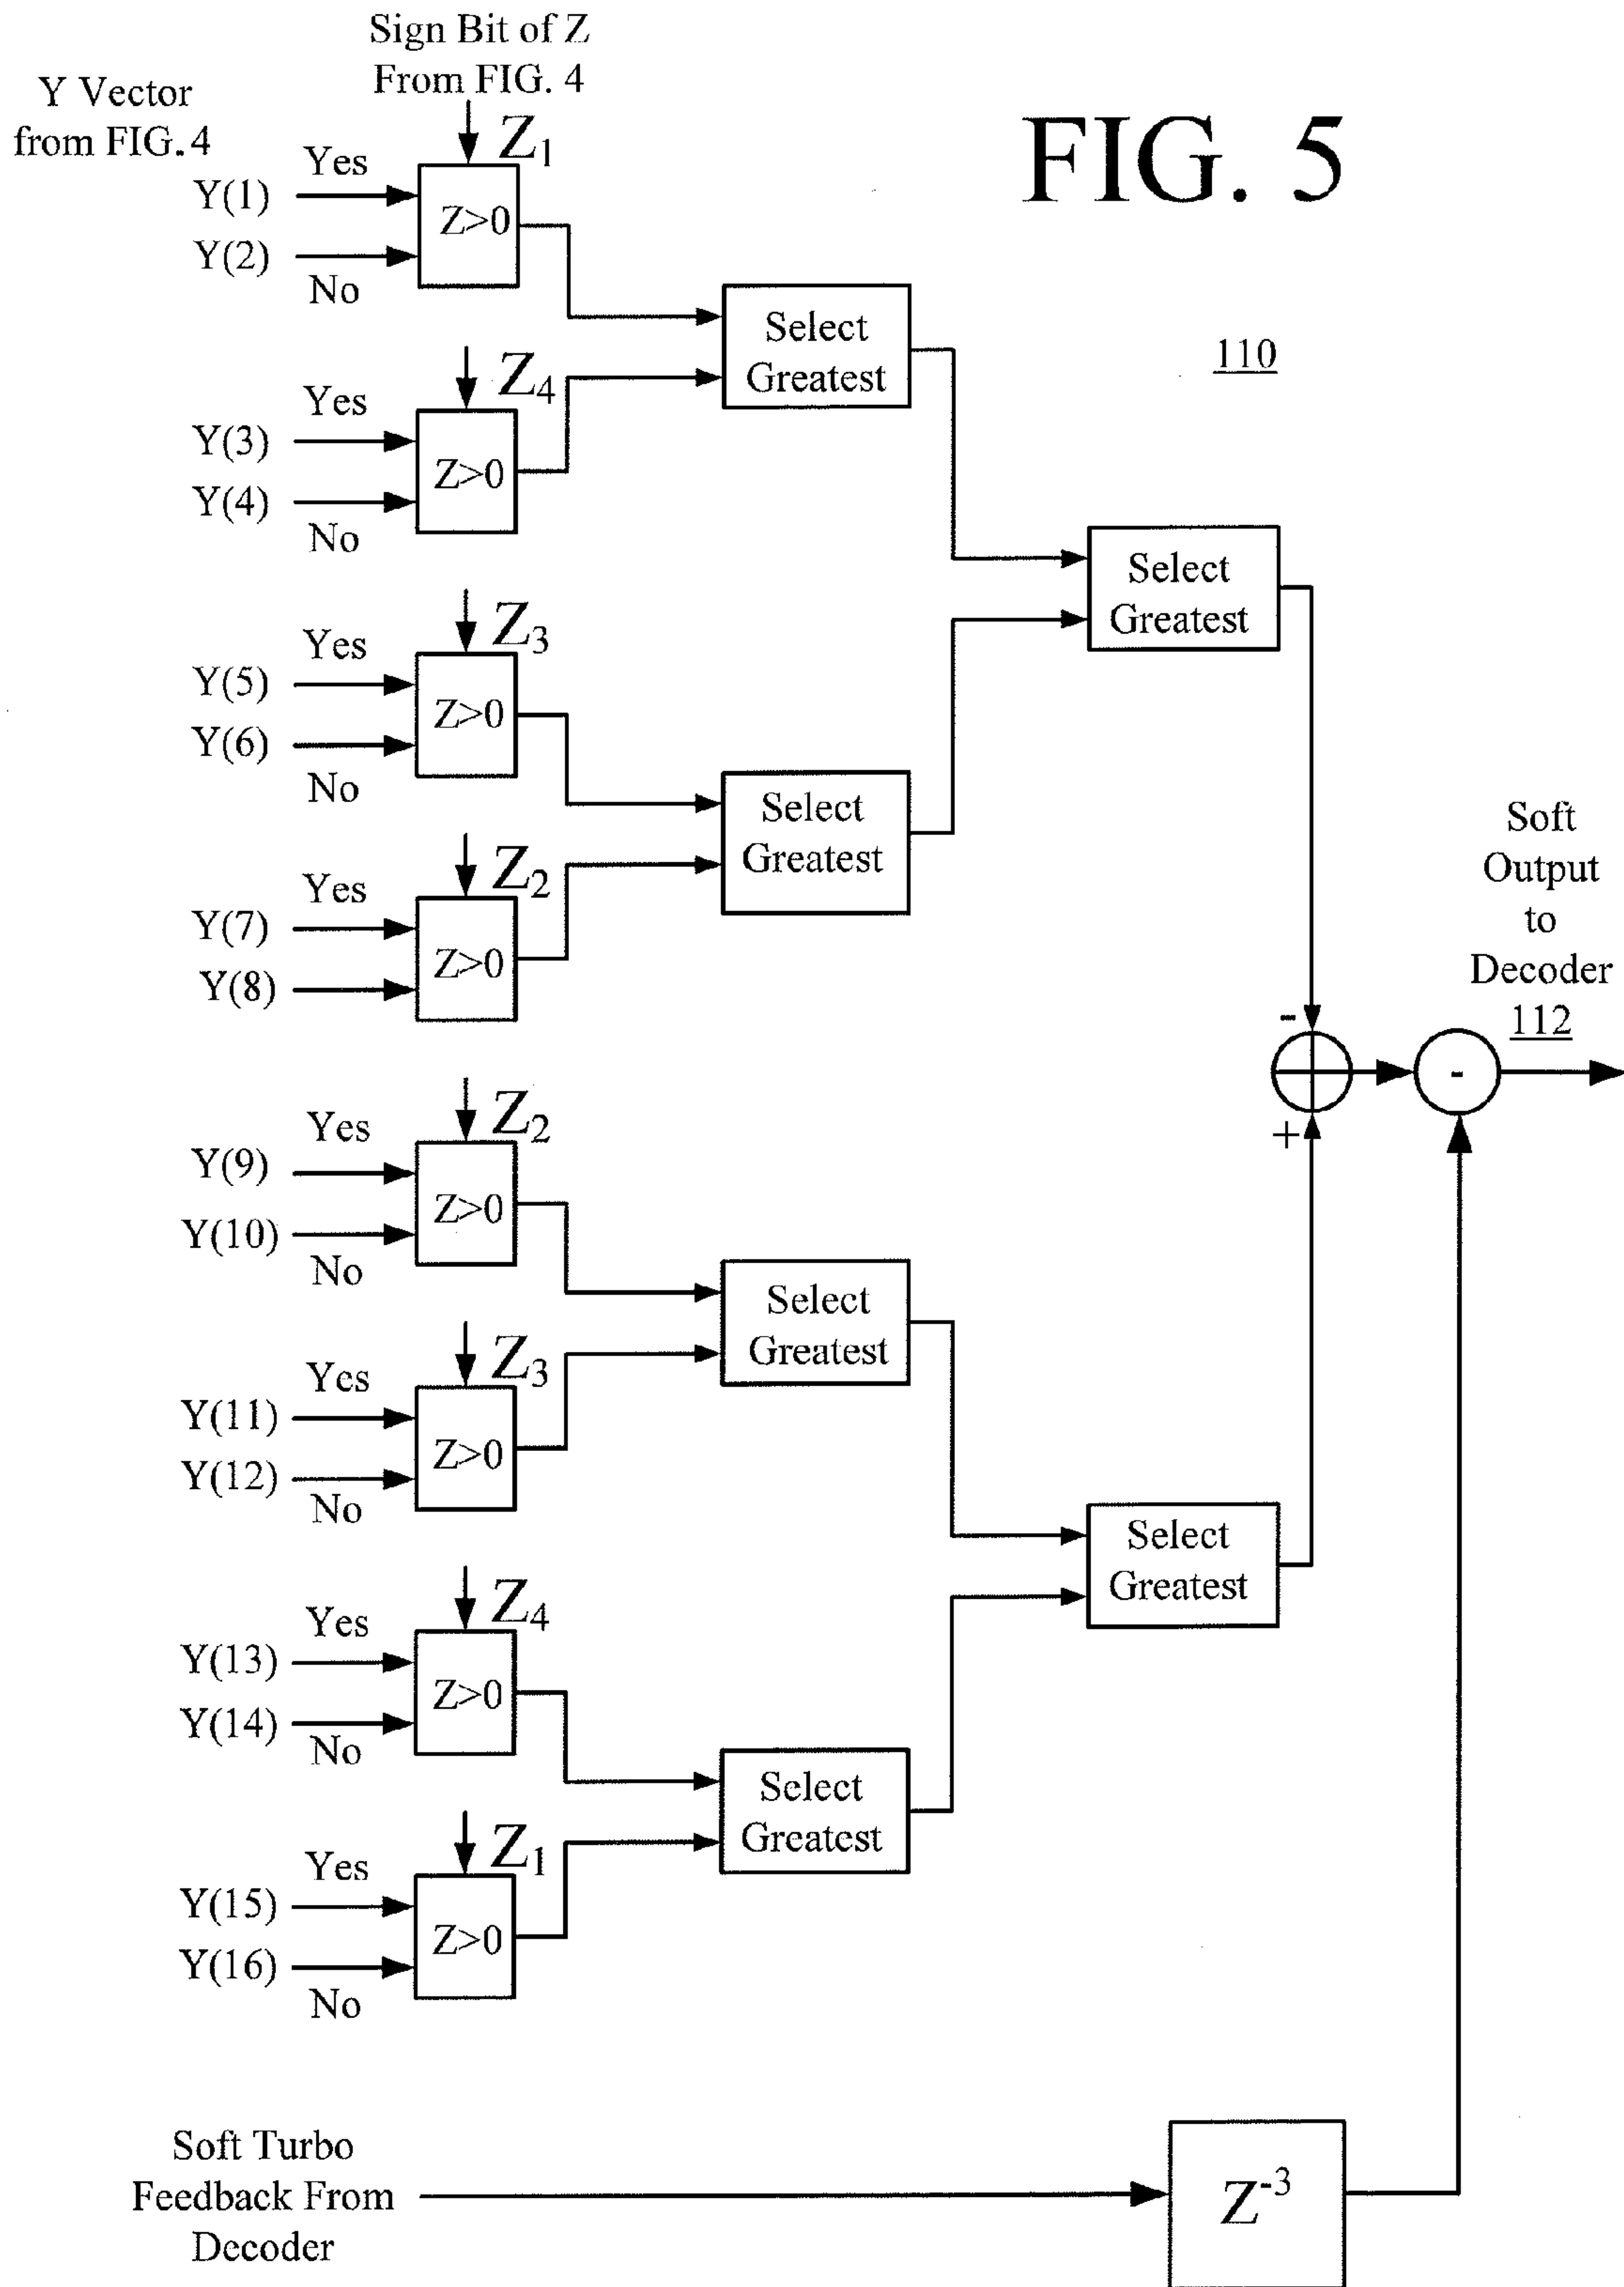 Sign Bit of Z
From FIG. 4
Y Vector
from FIG. 4
FIG. 5
Z1
Yes
Y(1)
Z>0
Y(2)
No
Select
Greatest
110
Z4
Yes
Y(3)
Z>0
Y(4)
No
Select
Greatest
Z3
Yes
Y(5)
Z>0
Y(6)
No
Select
Greatest
Z2
Yes
Y(7)
Z>0
Y(8)
Soft
Output
to
Decoder
112
-
+
-
Z2
Yes
Y(9)
Z>0
Y(10)
No
Select
Greatest
Z3
Yes
Y(11)
Z>0
Y(12)
No
Select
Greatest
Z4
Yes
Y(13)
Z>0
Y(14)
No
Select
Greatest
Z1
Yes
Y(15)
Z>0
Y(16)
No
Soft Turbo
Feedback From
Decoder
Z-3